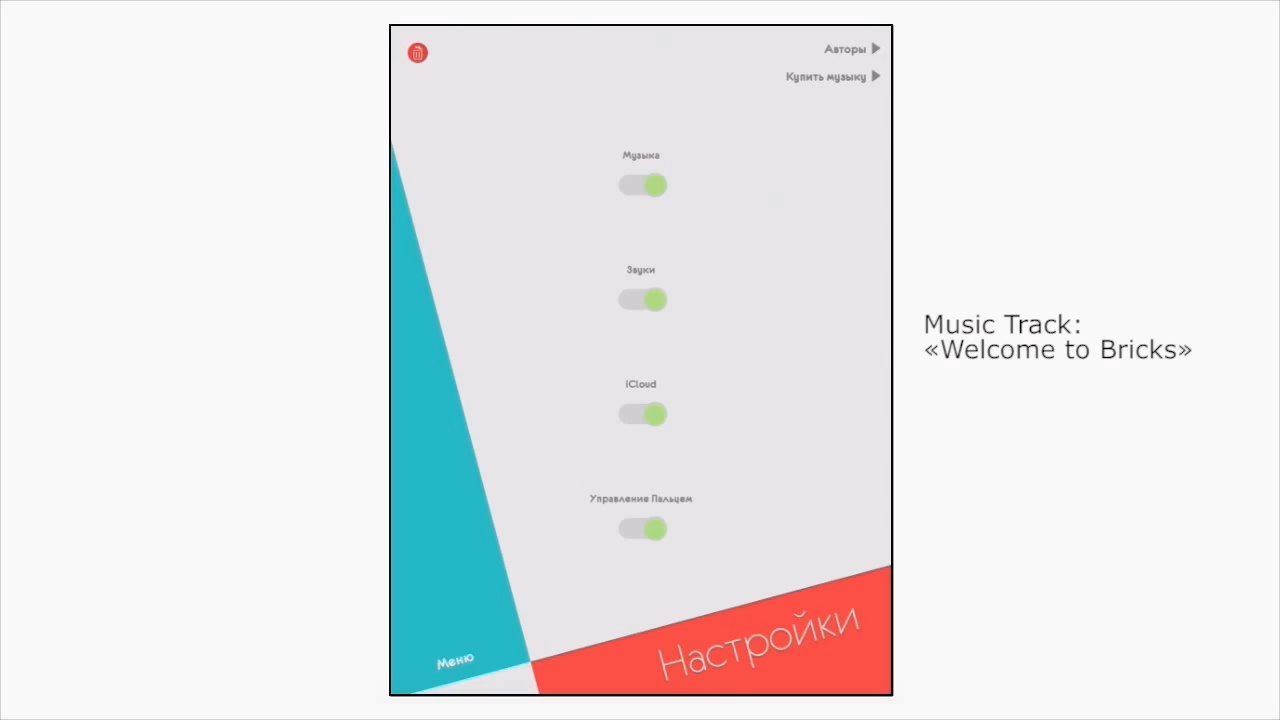 Авторы
Купить музыку
Музыка
Звуки
iCloud
Управление Пальцем
Меню
Настройки
Music Track:
«Welcome to Bricks»